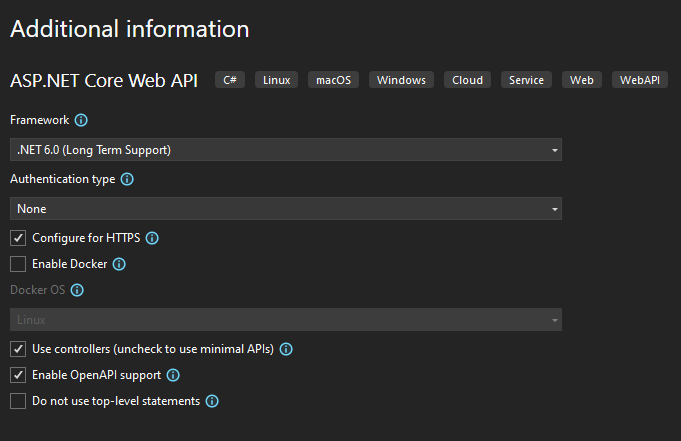 Additional information
ASP.NET Core Web API C# Linux macOS Windows Cloud Service Web WebAPI
Framework
.NET 6.0 (Long Term Support)
Authentication type
None
Configure for HTTPS
Enable Docker
Docker OS
Linux
Use controllers (uncheck to use minimal APIs)
Enable OpenAPI support
Do not use top-level statements